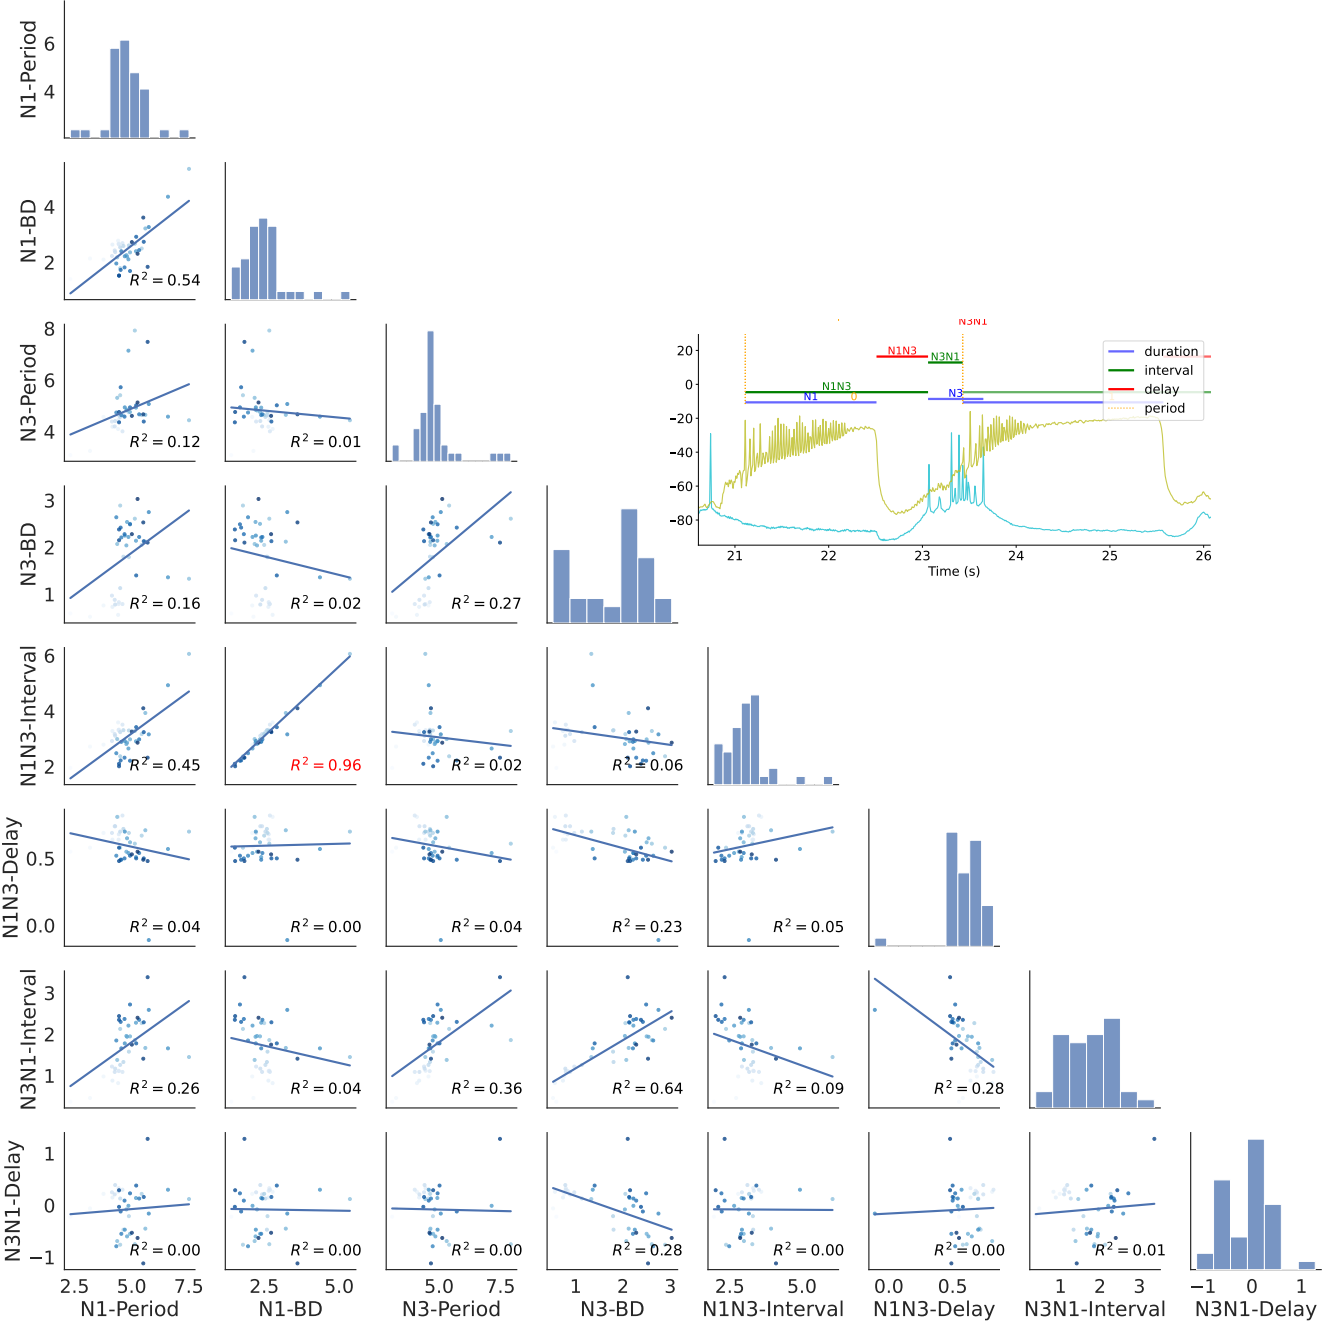 N1-Period
6
4
N1-BD
4
2
R² = 0.54
N3-Period
8
6
4
R² = 0.12
R² = 0.01
N3N1
20
0
−20
−40
−60
−80
N1N3
N3N1
N1N3
N1
0
N3
duration
interval
delay
period
21
22
23
24
25
26
Time (s)
N3-BD
3
2
1
R² = 0.16
R² = 0.02
R² = 0.27
N1N3-Interval
6
4
2
R² = 0.45
R² = 0.96
R² = 0.02
R² = 0.06
N1N3-Delay
0.5
0.0
R² = 0.04
R² = 0.00
R² = 0.04
R² = 0.23
R² = 0.05
N3N1-Interval
3
2
1
R² = 0.26
R² = 0.04
R² = 0.36
R² = 0.64
R² = 0.09
R² = 0.28
N3N1-Delay
1
0
−1
R² = 0.00
R² = 0.00
R² = 0.00
R² = 0.28
R² = 0.00
R² = 0.00
R² = 0.01
2.5 5.0 7.5
2.5 5.0
5.0 7.5
1 2 3
2.5 5.0
0.0 0.5
1 2 3
−1 0 1
N1-Period
N1-BD
N3-Period
N3-BD
N1N3-Interval
N1N3-Delay
N3N1-Interval
N3N1-Delay